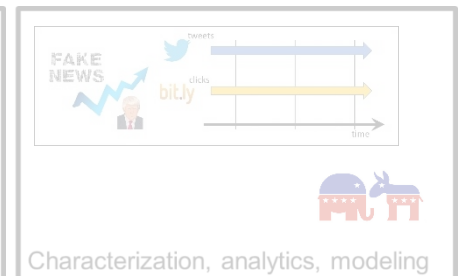 tweets
FAKE
NEWS
clicks
bit.ly
time
Characterization, analytics, modeling